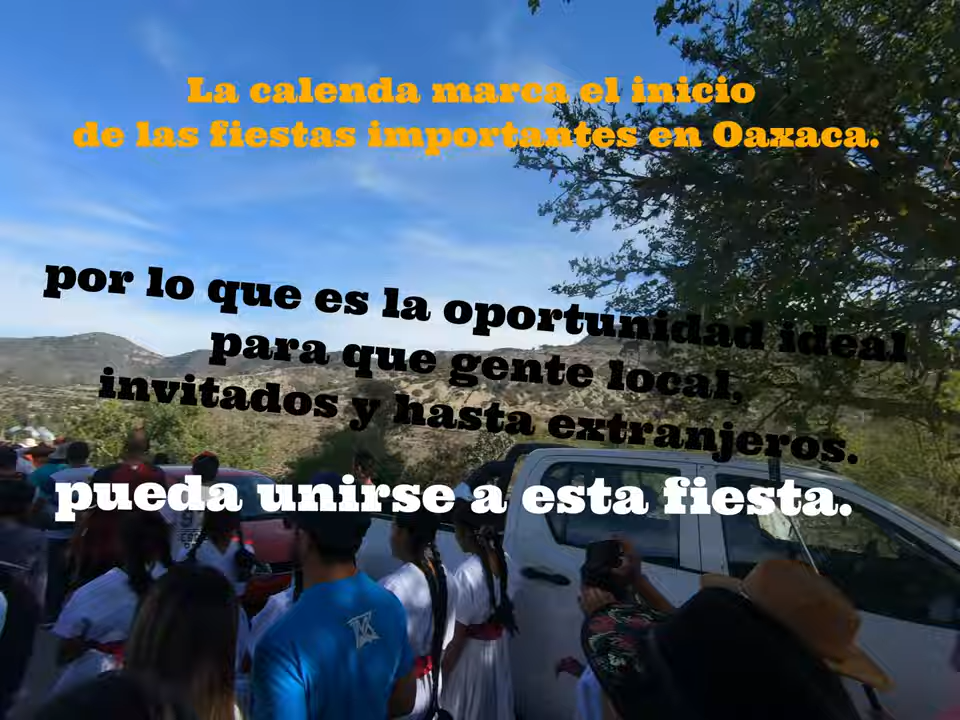 La calenda marca el inicio
de las fiestas importantes en Oaxaca.
por lo que es la oportunidad ideal
para que gente local,
invitados y hasta extranjeros.
pueda unirse a esta fiesta.